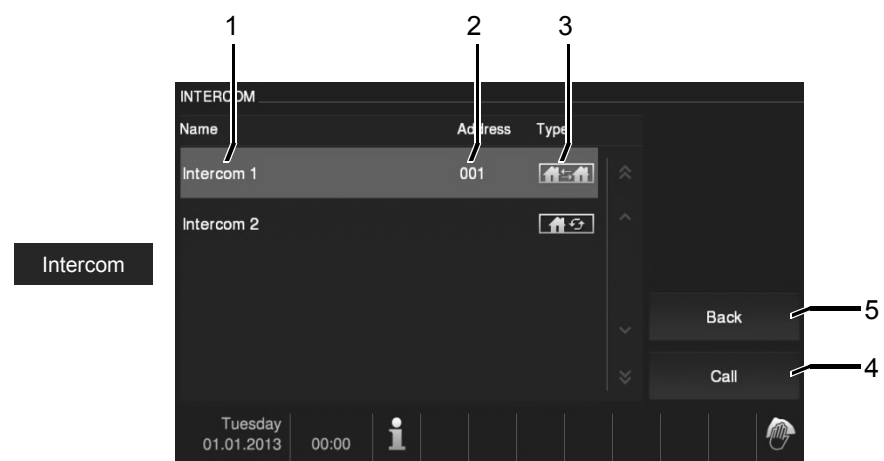 1 2 3
INTERCOM
Name Address Type
Intercom 1 001
Intercom 2
Intercom
Back 5
Call 4
Tuesday
01.01.2013 00:00